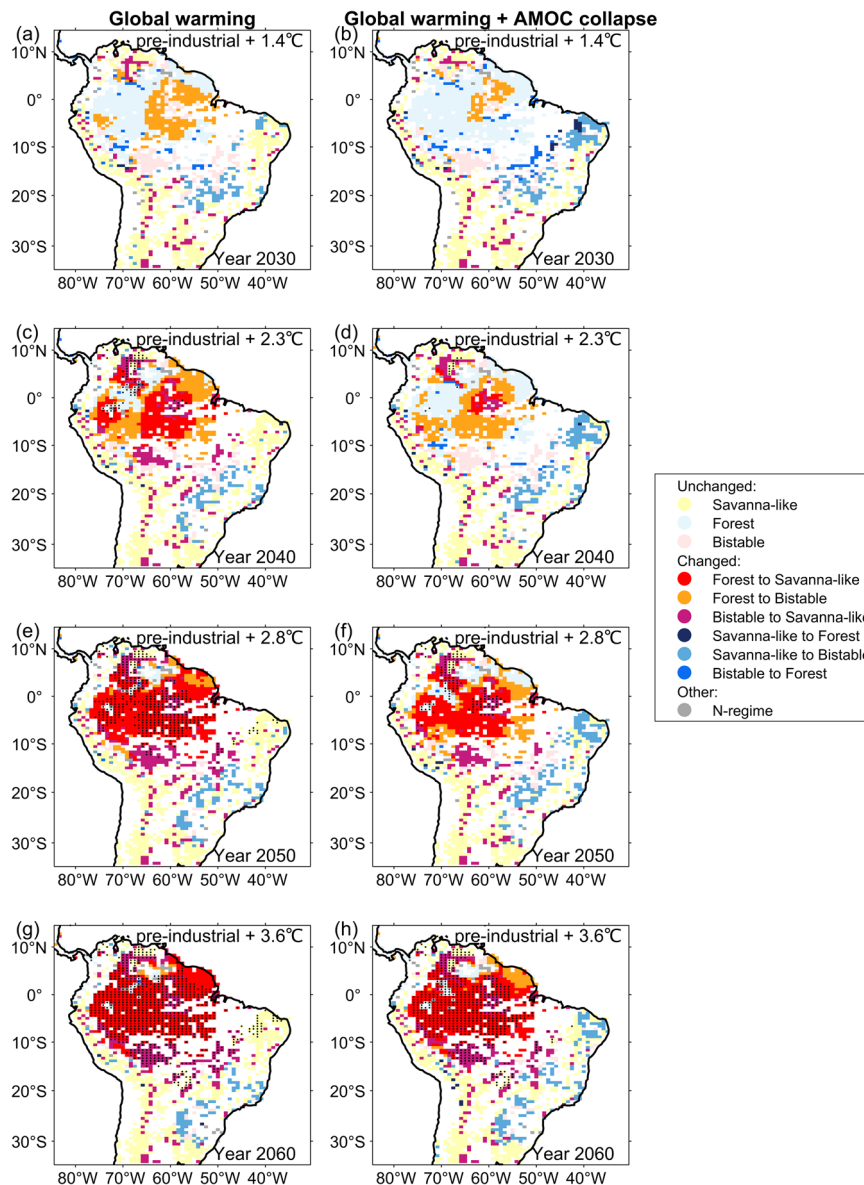 Global warming
Global warming + AMOC collapse
(a)
pre-industrial + 1.4℃
(b)
pre-industrial + 1.4℃
10°N
0°
10°S
20°S
30°S
Year 2030
80°W 70°W 60°W 50°W 40°W
10°N
0°
10°S
20°S
30°S
Year 2030
80°W 70°W 60°W 50°W 40°W
(c)
pre-industrial + 2.3℃
(d)
pre-industrial + 2.3℃
10°N
0°
10°S
20°S
30°S
Year 2040
80°W 70°W 60°W 50°W 40°W
10°N
0°
10°S
20°S
30°S
Year 2040
80°W 70°W 60°W 50°W 40°W
Unchanged:
Savanna-like
Forest
Bistable
Changed:
Forest to Savanna-like
Forest to Bistable
Bistable to Savanna-like
Savanna-like to Forest
Savanna-like to Bistable
Bistable to Forest
Other:
N-regime
(e)
pre-industrial + 2.8℃
(f)
pre-industrial + 2.8℃
10°N
0°
10°S
20°S
30°S
Year 2050
80°W 70°W 60°W 50°W 40°W
10°N
0°
10°S
20°S
30°S
Year 2050
80°W 70°W 60°W 50°W 40°W
(g)
pre-industrial + 3.6℃
(h)
pre-industrial + 3.6℃
10°N
0°
10°S
20°S
30°S
Year 2060
80°W 70°W 60°W 50°W 40°W
10°N
0°
10°S
20°S
30°S
Year 2060
80°W 70°W 60°W 50°W 40°W